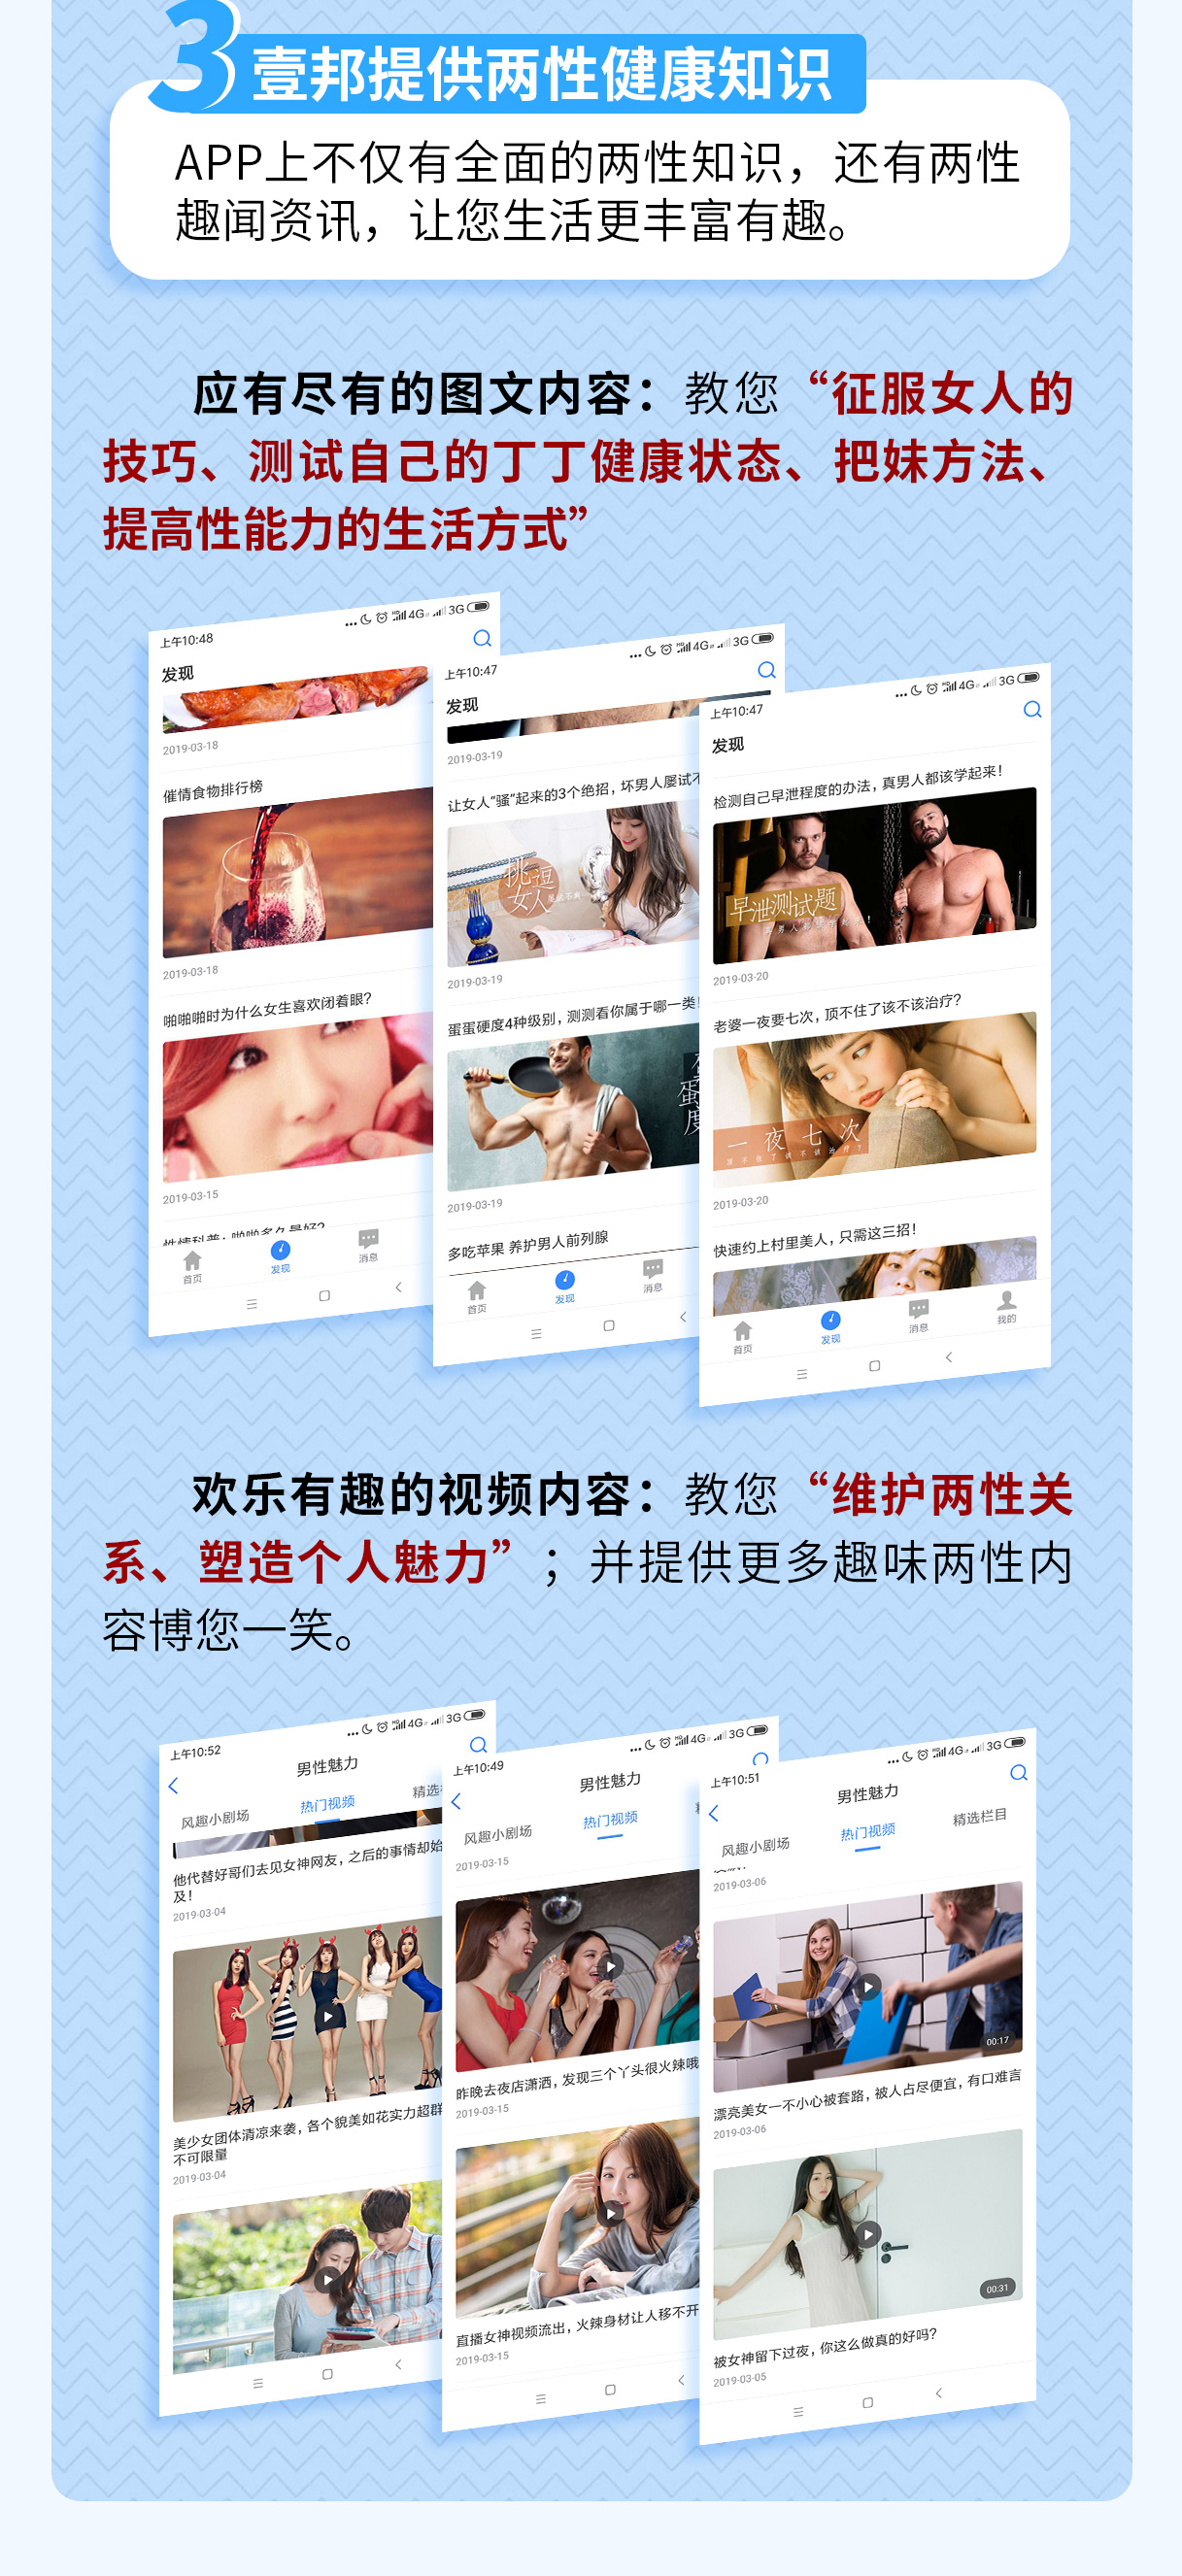 3 壹邦提供两性健康知识
APP上不仅有全面的两性知识，还有两性
趣闻资讯，让您生活更丰富有趣。
应有尽有的图文内容：教您“征服女人的
技巧、测试自己的丁丁健康状态、把妹方法、
提高性能力的生活方式”
上午10:48
4G 3G
发现
2019-03-18
催情食物排行榜
2019-03-18
啪啪啪时为什么女生喜欢闭着眼？
2019-03-15
首页 发现 消息
上午10:47
4G 3G
发现
2019-03-19
让女人“骚”起来的3个绝招，坏男人屡试不
挑逗
女人
2019-03-19
蛋蛋硬度4种级别，测测看你属于哪一类！
蛋
度
2019-03-19
多吃苹果 养护男人前列腺
首页 发现 消息
上午10:47
4G 3G
发现
检测自己早泄程度的办法，真男人都该学起来！
早泄测试题
2019-03-20
老婆一夜要七次，顶不住了该不该治疗？
一夜七次
顶不住了该不该治疗？
2019-03-20
快速约上村里美人，只需这三招！
首页 发现 消息 我的
欢乐有趣的视频内容：教您“维护两性关
系、塑造个人魅力”；并提供更多趣味两性内
容博您一笑。
上午10:52
4G 3G
男性魅力
风趣小剧场 热门视频 精选
他代替好哥们去见女神网友，之后的事情却始
及！
2019-03-04
美少女团体清凉来袭，各个貌美如花实力超群
不可限量
2019-03-04
上午10:49
4G 3G
男性魅力
风趣小剧场 热门视频
2019-03-15
昨晚去夜店潇洒，发现三个丫头很火辣哦
2019-03-15
直播女神视频流出，火辣身材让人移不开
2019-03-15
上午10:51
4G 3G
男性魅力
风趣小剧场 热门视频 精选栏目
2019-03-06
00:17
漂亮美女一不小心被套路，被人占尽便宜，有口难言
2019-03-06
00:31
被女神留下过夜，你这么做真的好吗？
2019-03-05